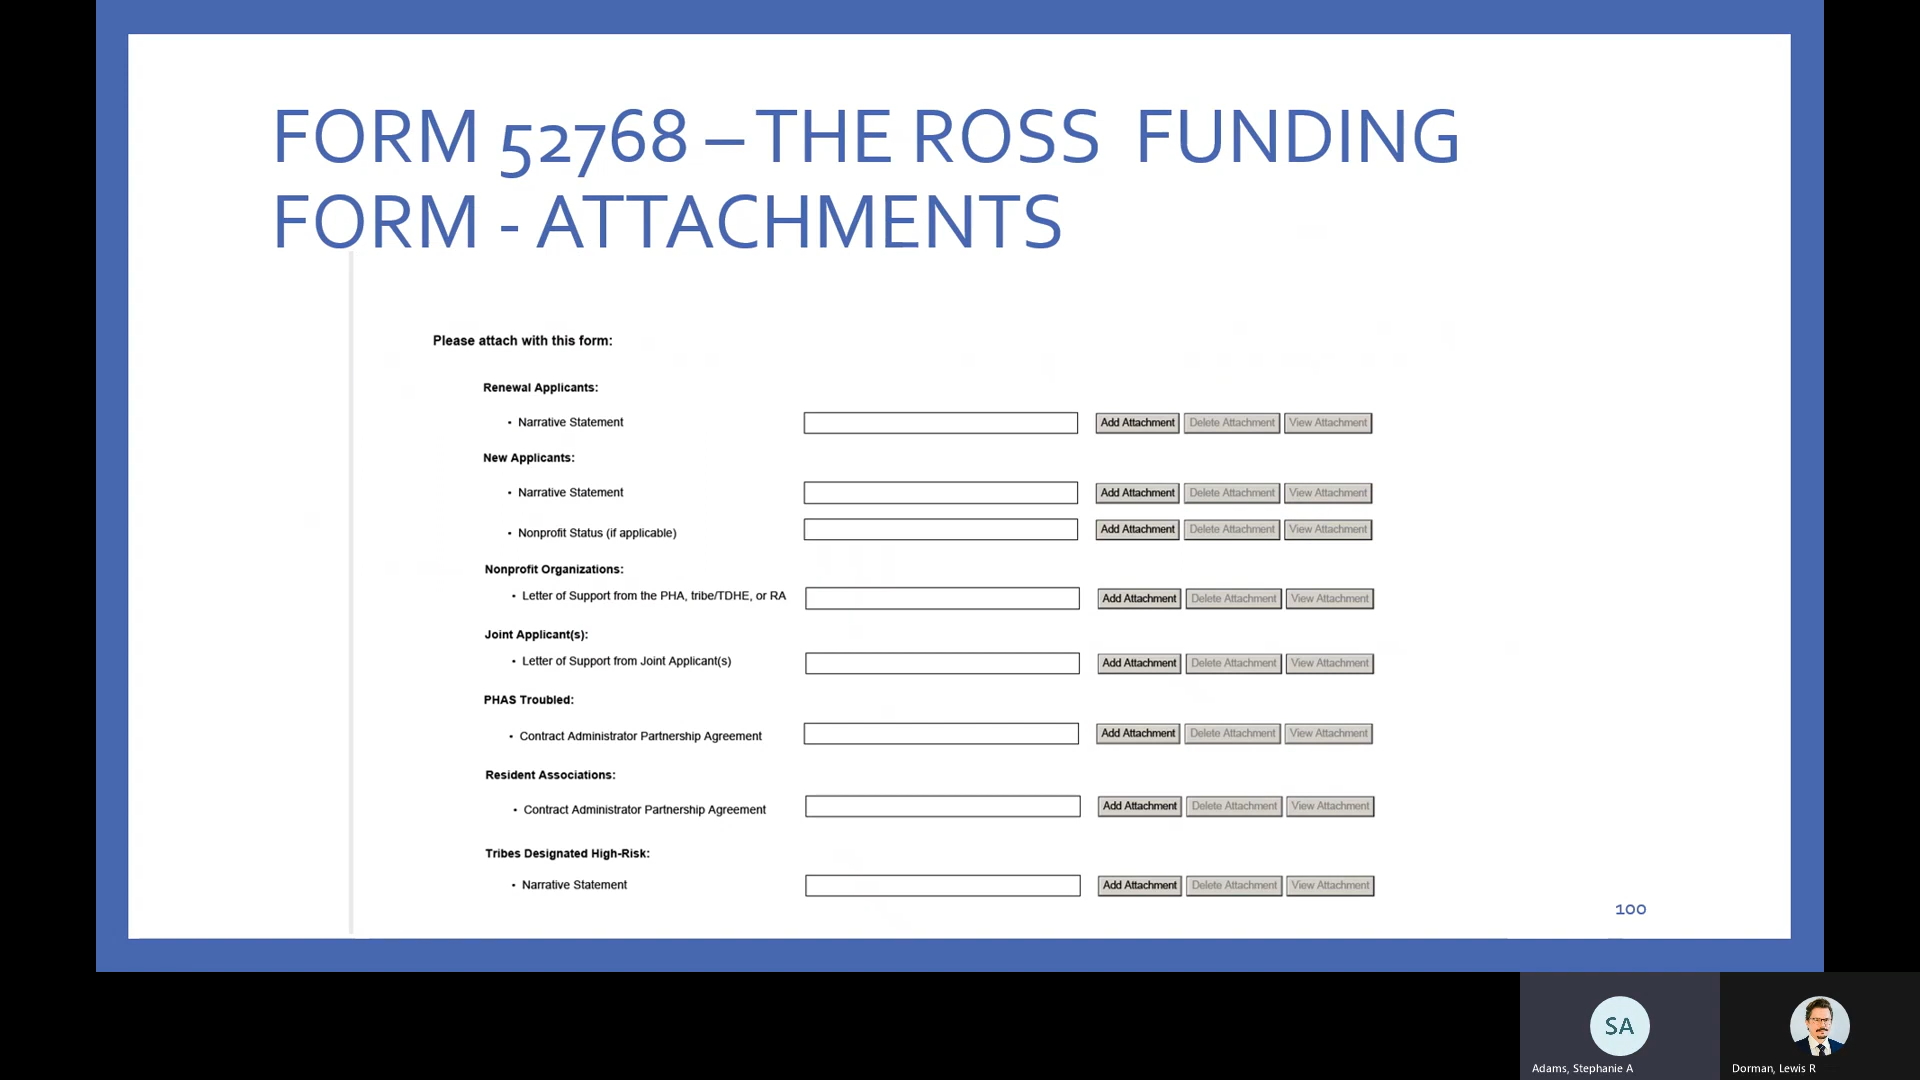 FORM 52768 – THE ROSS FUNDING
FORM - ATTACHMENTS
Please attach with this form:
Renewal Applicants:
• Narrative Statement Add Attachment Delete Attachment View Attachment
New Applicants:
• Narrative Statement Add Attachment Delete Attachment View Attachment
• Nonprofit Status (if applicable) Add Attachment Delete Attachment View Attachment
Nonprofit Organizations:
• Letter of Support from the PHA, tribe/TDHE, or RA Add Attachment Delete Attachment View Attachment
Joint Applicant(s):
• Letter of Support from Joint Applicant(s) Add Attachment Delete Attachment View Attachment
PHAS Troubled:
• Contract Administrator Partnership Agreement Add Attachment Delete Attachment View Attachment
Resident Associations:
• Contract Administrator Partnership Agreement Add Attachment Delete Attachment View Attachment
Tribes Designated High-Risk:
• Narrative Statement Add Attachment Delete Attachment View Attachment
100
SA
Adams, Stephanie A
Dorman, Lewis R